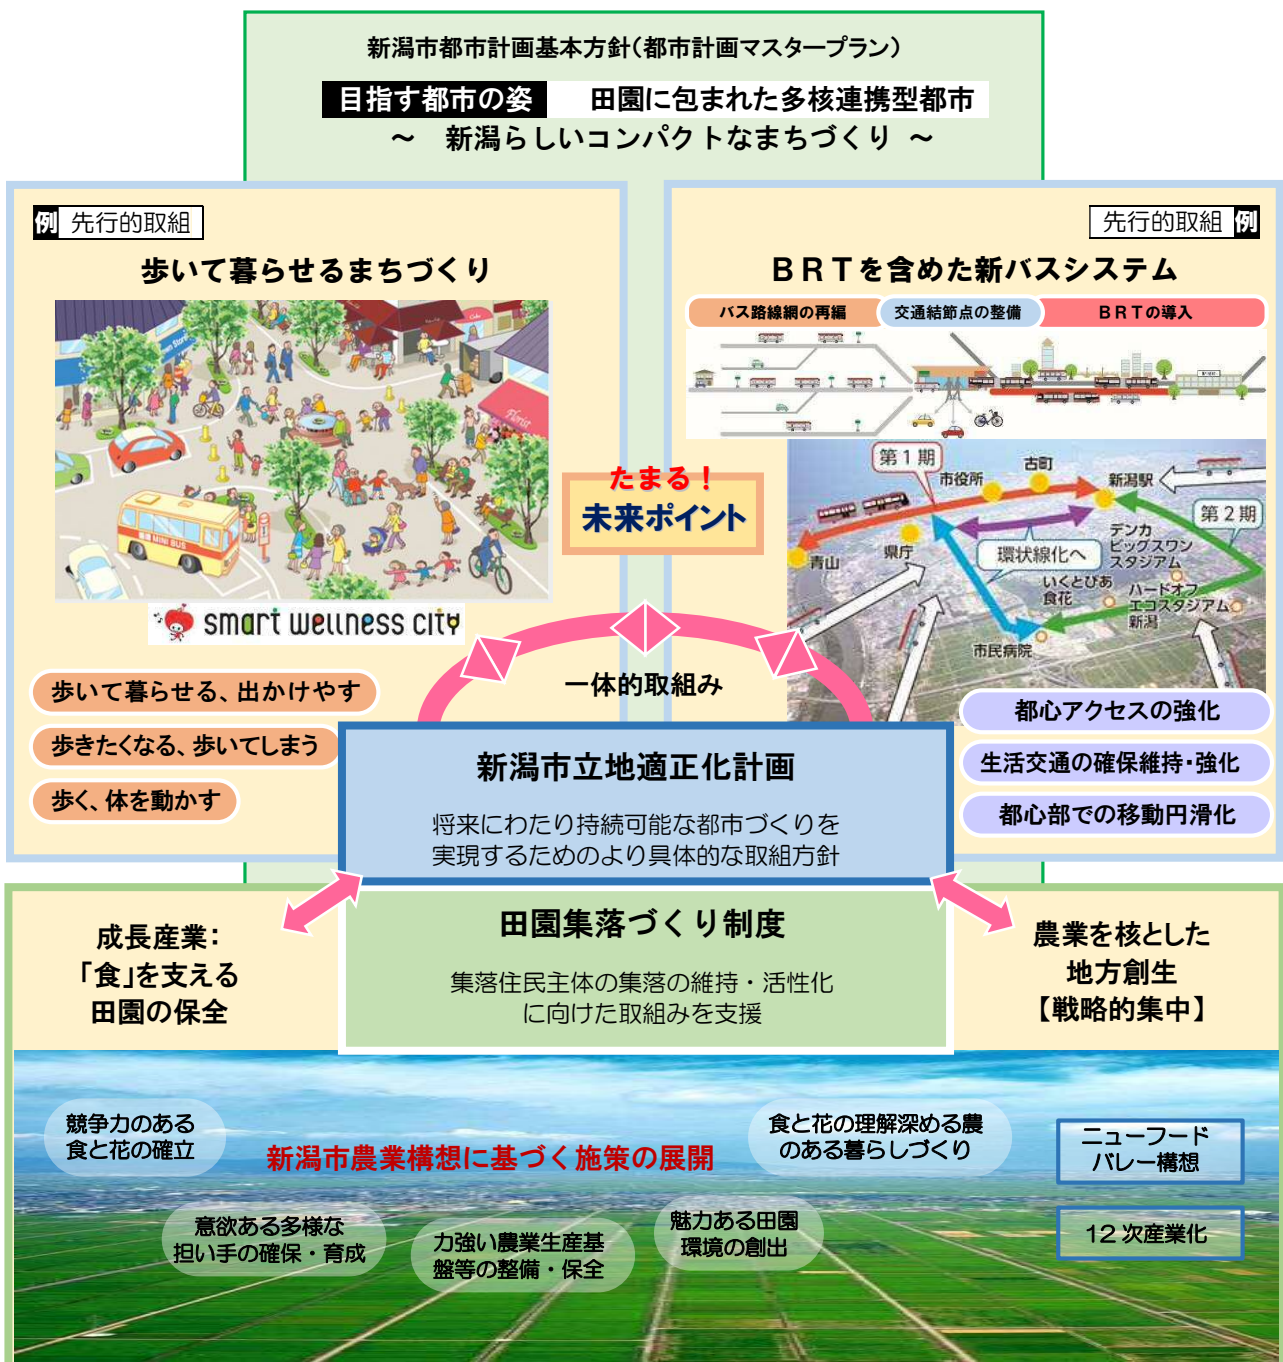 新潟市都市計画基本方針(都市計画マスタープラン)
目指す都市の姿 田園に包まれた多核連携型都市
～ 新潟らしいコンパクトなまちづくり ～
例 先行的取組
歩いて暮らせるまちづくり
Florist
MINI BUS
smart wellness city
歩いて暮らせる、出かけやす
歩きたくなる、歩いてしまう
歩く、体を動かす
先行的取組 例
BRTを含めた新バスシステム
バス路線網の再編
交通結節点の整備
BRTの導入
第1期
市役所
古町
新潟駅
第2期
青山
県庁
環状線化へ
デンカ
ビッグスワン
スタジアム
いくとぴあ
食花
ハードオフ
エコスタジアム
新潟
市民病院
都心アクセスの強化
生活交通の確保維持・強化
都心部での移動円滑化
たまる！
未来ポイント
一体的取組み
新潟市立地適正化計画
将来にわたり持続可能な都市づくりを
実現するためのより具体的な取組方針
田園集落づくり制度
集落住民主体の集落の維持・活性化
に向けた取組みを支援
成長産業：
「食」を支える
田園の保全
農業を核とした
地方創生
【戦略的集中】
競争力のある
食と花の確立
新潟市農業構想に基づく施策の展開
食と花の理解深める農
のある暮らしづくり
ニューフード
バレー構想
意欲ある多様な
担い手の確保・育成
力強い農業生産基
盤等の整備・保全
魅力ある田園
環境の創出
12次産業化